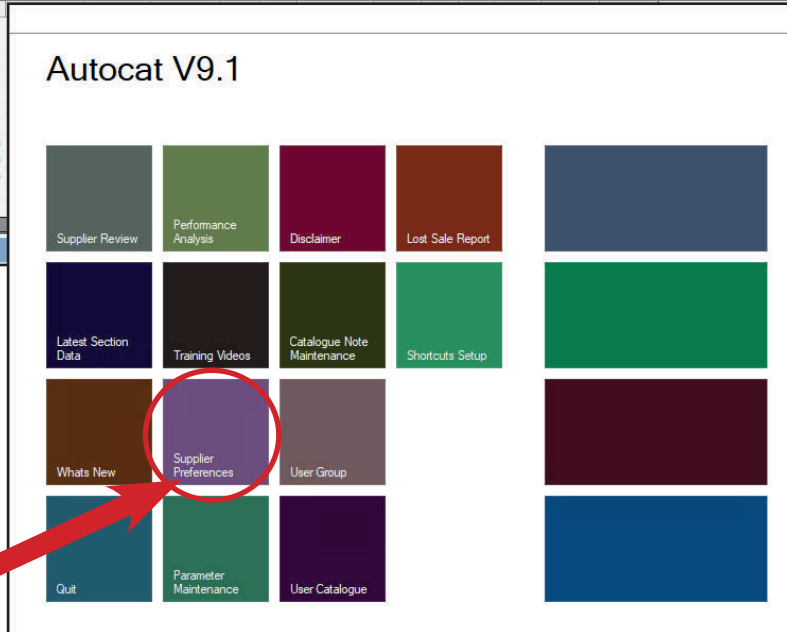 Autocat V9.1
Supplier Review
Performance
Analysis
Disclaimer
Lost Sale Report
Latest Section
Data
Training Videos
Catalogue Note
Maintenance
Shortcuts Setup
Whats New
Supplier
Preferences
User Group
Quit
Parameter
Maintenance
User Catalogue